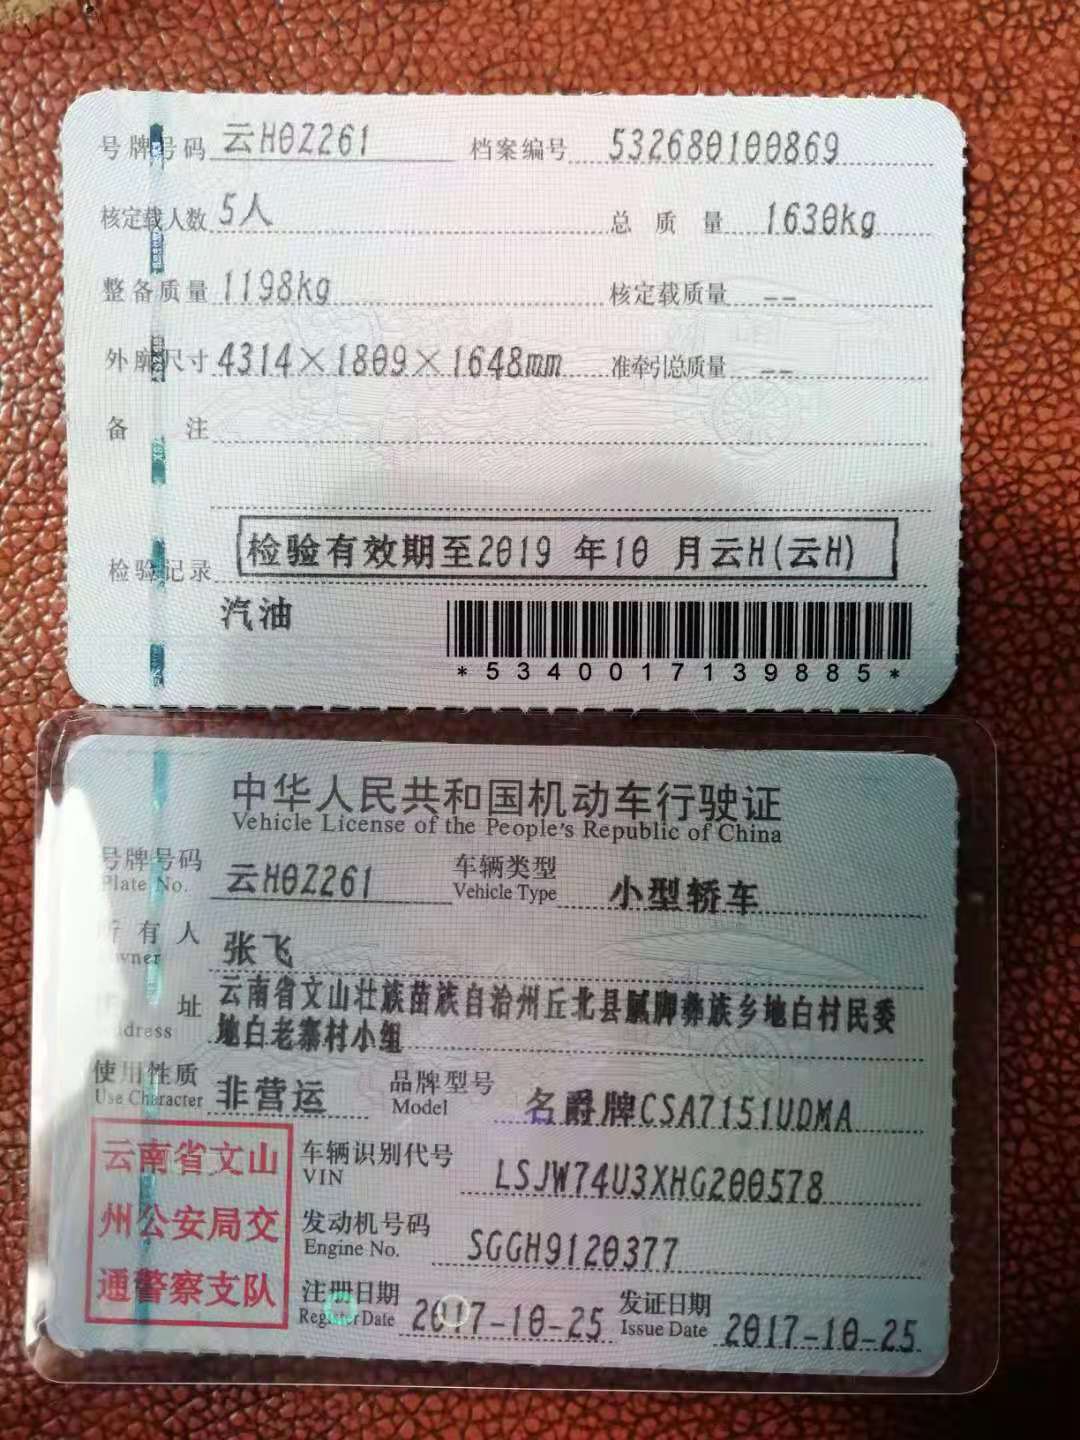 号牌号码 云H0Z261 档案编号 532680100869
核定载人数 5人 总质量 1630kg
整备质量 1198kg 核定载质量 --
外廓尺寸 4314×1809×1648mm 准牵引总质量 --
备注
检验记录 检验有效期至2019 年10 月云H(云H)
汽油
*5340017139885*
中华人民共和国机动车行驶证
Vehicle License of the People's Republic of China
号牌号码 云H0Z261 车辆类型 小型轿车
Plate No. Vehicle Type
所有人 张飞
Owner
住址 云南省文山壮族苗族自治州丘北县腻脚彝族乡地白村民委
Address 地白老寨村小组
使用性质 非营运 品牌型号 名爵牌CSA7151UDMA
Use Character Model
云南省文山
州公安局交
通警察支队
车辆识别代号 LSJW74U3XHG200578
VIN
发动机号码 SGGH9120377
Engine No.
注册日期 2017-10-25 发证日期 2017-10-25
Register Date Issue Date